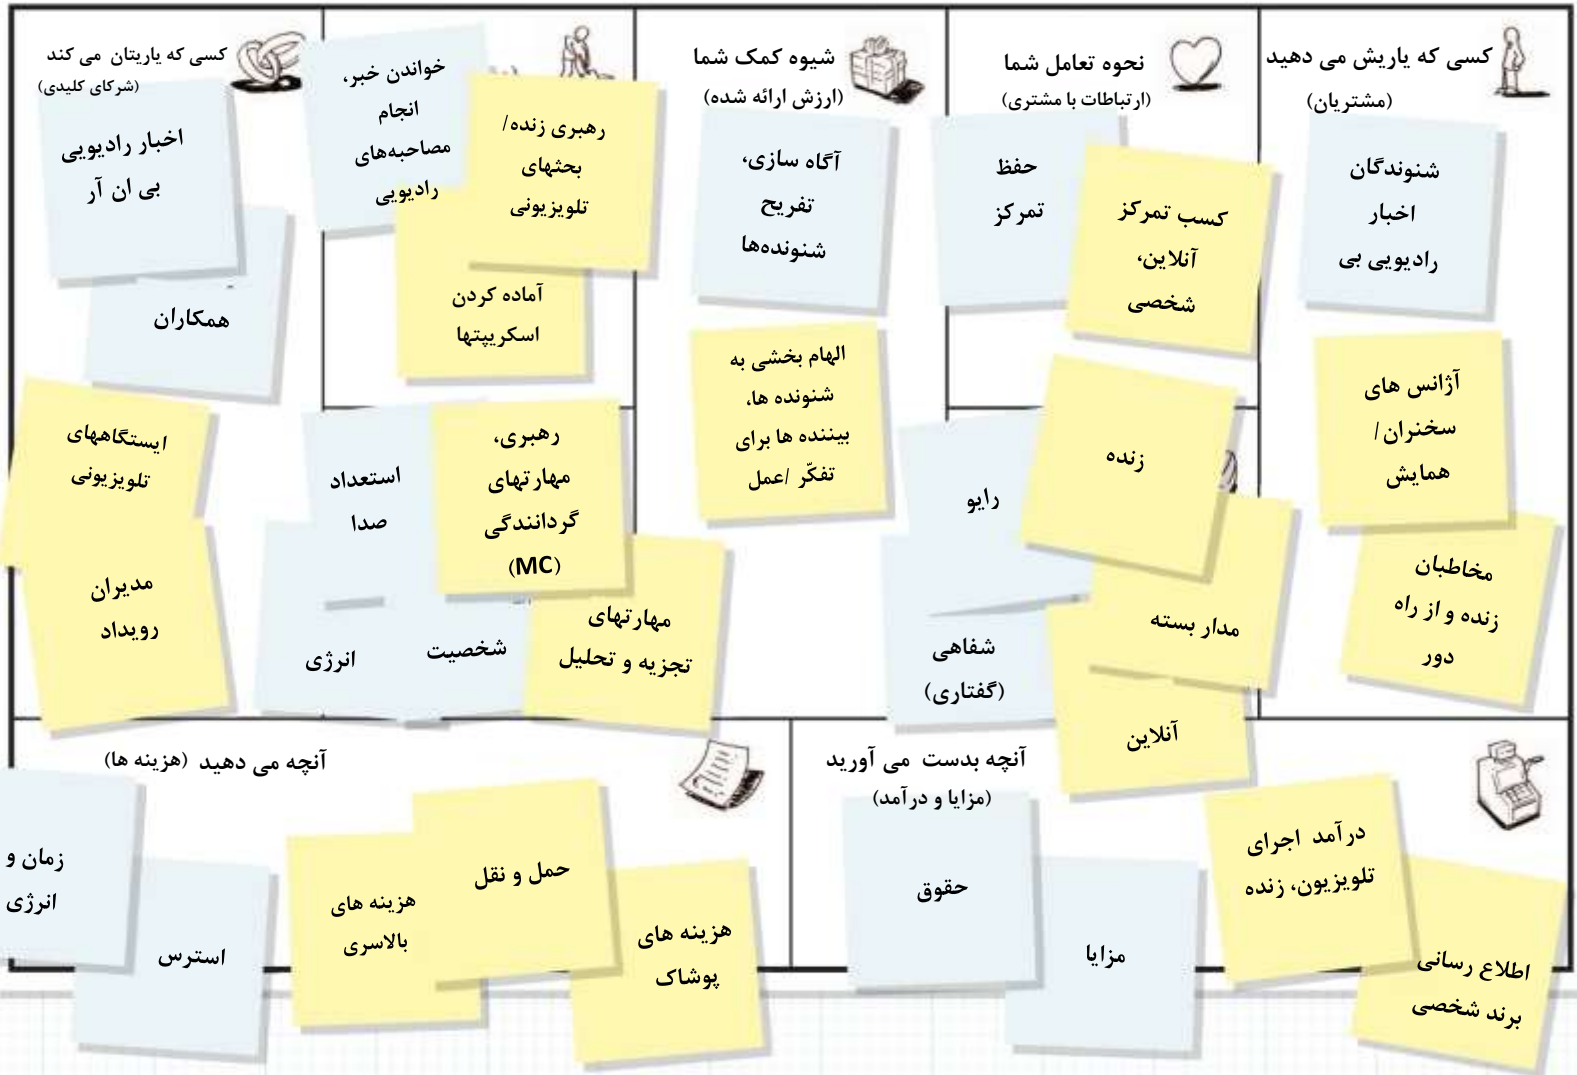 کسی که یاریش می دهید
(مشتریان)
شنوندگان
اخبار
رادیویی بی
آژانس های
سخنران/
همایش
مخاطبان
زنده و از راه
دور
نحوه تعامل شما
(ارتباطات با مشتری)
حفظ
تمرکز
کسب تمرکز
آنلاین،
شخصی
زنده
رایو
مدار بسته
شفاهی
(گفتاری)
آنلاین
شیوه کمک شما
(ارزش ارائه شده)
آگاه سازی،
تفریح
شنونده‌ها
الهام بخشی به
شنونده ها،
بیننده ها برای
تفکّر /عمل
خواندن خبر،
انجام
مصاحبه‌های
رادیویی
رهبری زنده/
بحثهای
تلویزیونی
آماده کردن
اسکریپتها
استعداد
صدا
رهبری،
مهارتهای
گردانندگی
(MC)
انرژی
شخصیت
مهارتهای
تجزیه و تحلیل
کسی که یاریتان می کند
(شرکای کلیدی)
اخبار رادیویی
بی ان آر
همکاران
ایستگاههای
تلویزیونی
مدیران
رویداد
آنچه بدست می آورید
(مزایا و درآمد)
درآمد اجرای
تلویزیون، زنده
حقوق
مزایا
اطلاع رسانی
برند شخصی
آنچه می دهید (هزینه ها)
حمل و نقل
هزینه های
پوشاک
هزینه های
بالاسری
استرس
زمان و
انرژی